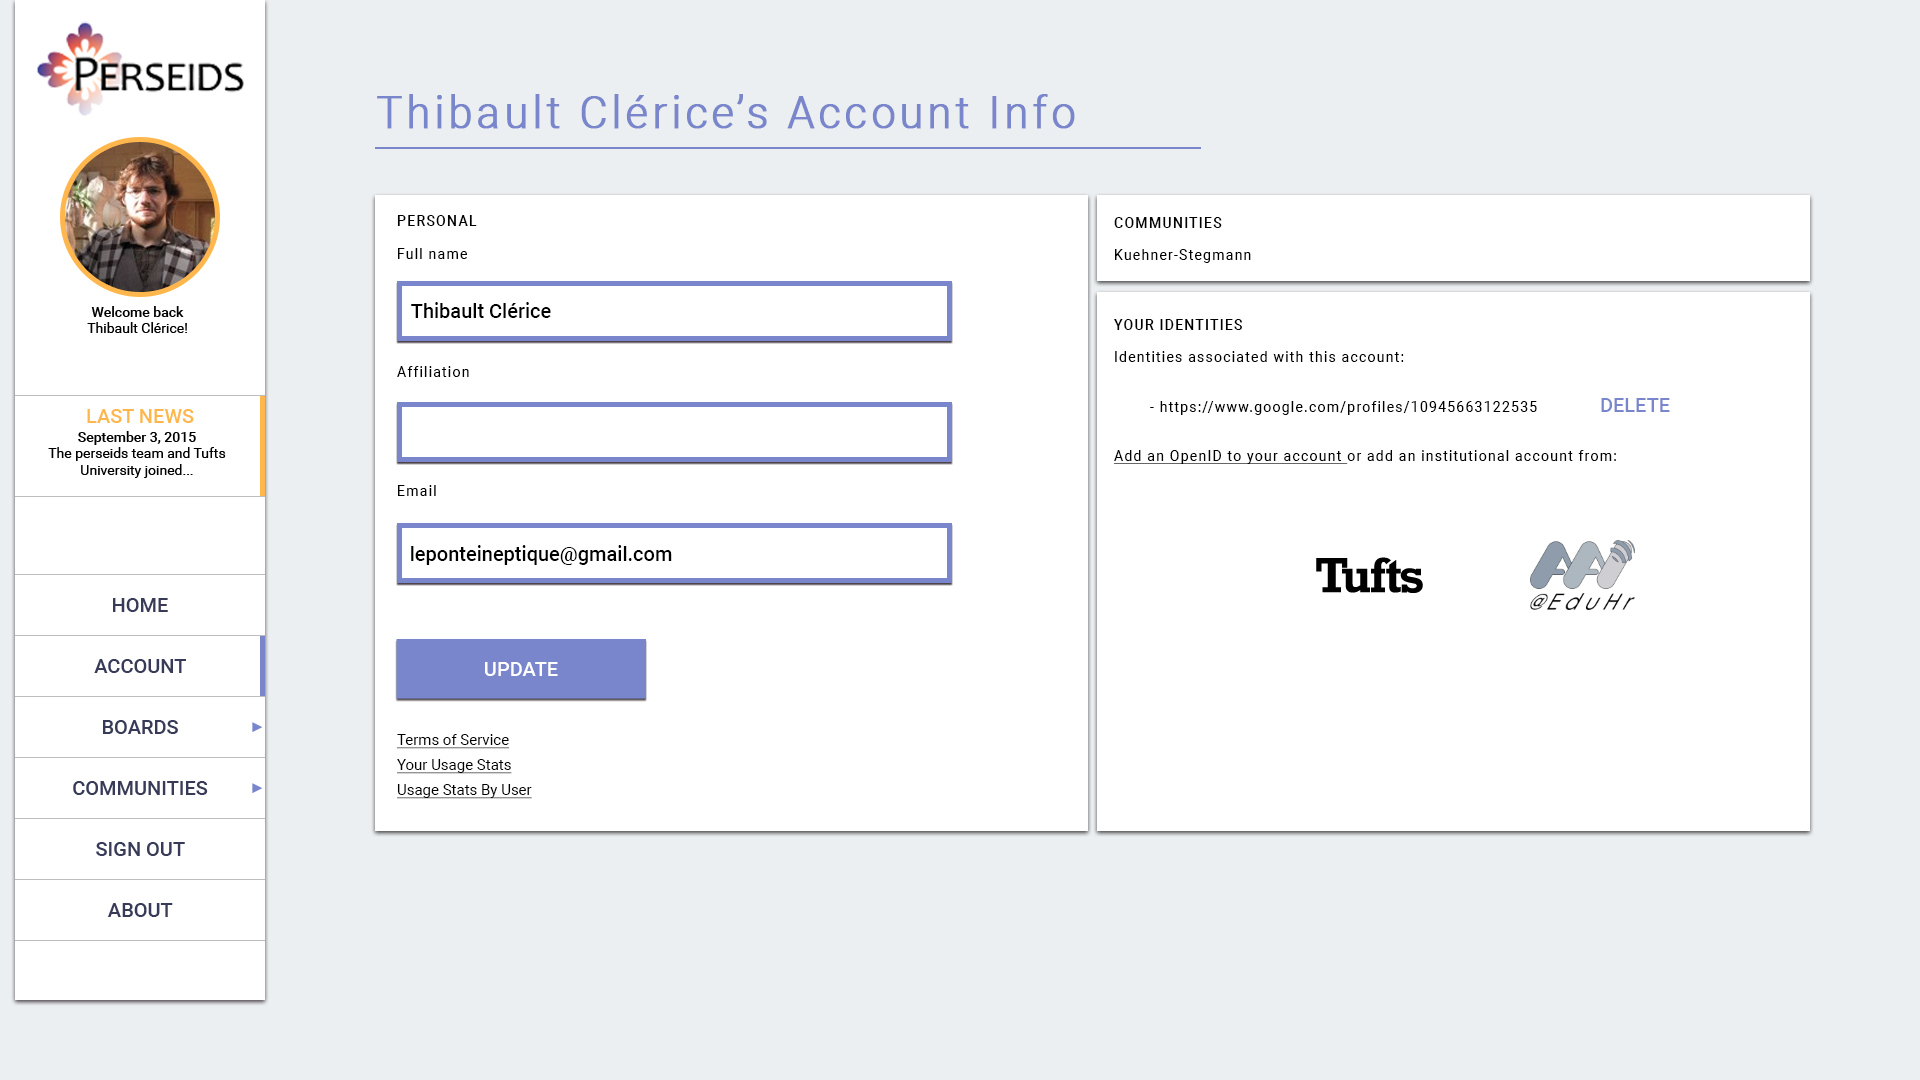 PERSEIDS
Welcome back
Thibault Clérice!
LAST NEWS
September 3, 2015
The perseids team and Tufts
University joined...
HOME
ACCOUNT
BOARDS
COMMUNITIES
SIGN OUT
ABOUT
Thibault Clérice’s Account Info
PERSONAL
Full name
Thibault Clérice
Affiliation
Email
leponteineptique@gmail.com
UPDATE
Terms of Service
Your Usage Stats
Usage Stats By User
COMMUNITIES
Kuehner-Stegmann
YOUR IDENTITIES
Identities associated with this account:
- https://www.google.com/profiles/10945663122535 DELETE
Add an OpenID to your account or add an institutional account from:
Tufts
AAI
@EduHr